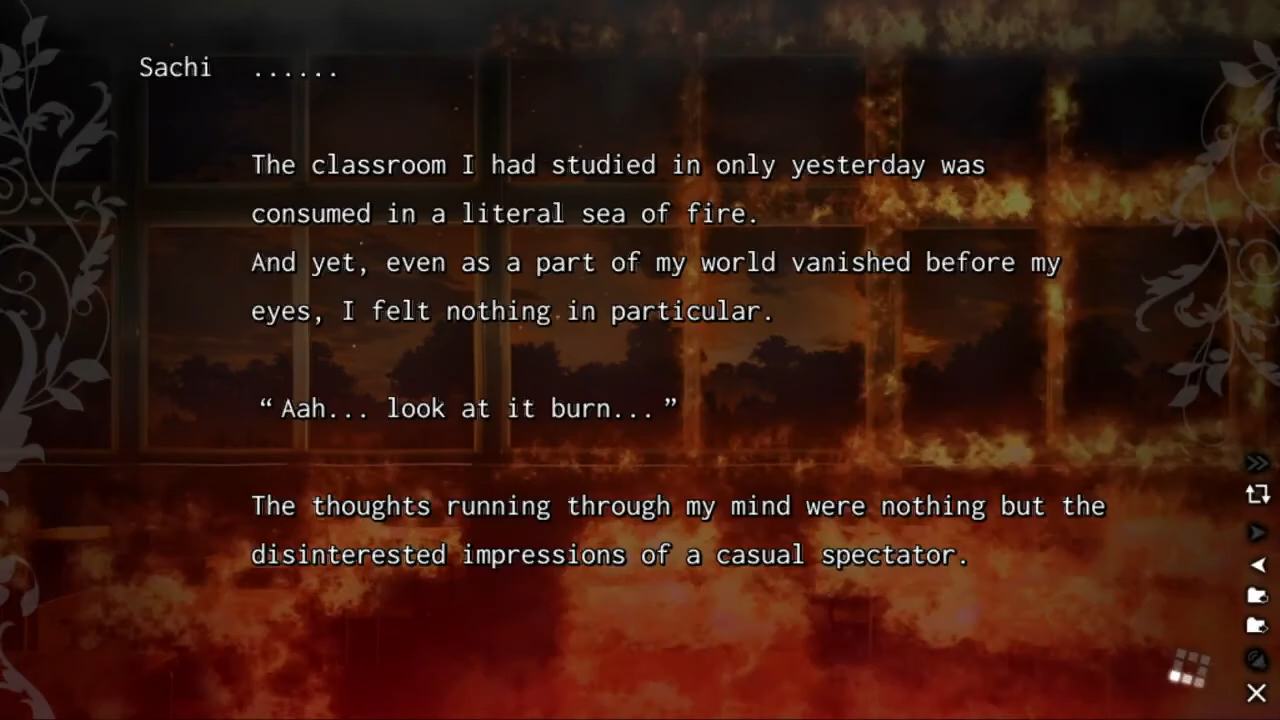 Sachi ......
The classroom I had studied in only yesterday was
consumed in a literal sea of fire.
And yet, even as a part of my world vanished before my
eyes, I felt nothing in particular.
“Aah... look at it burn...”
The thoughts running through my mind were nothing but the
disinterested impressions of a casual spectator.